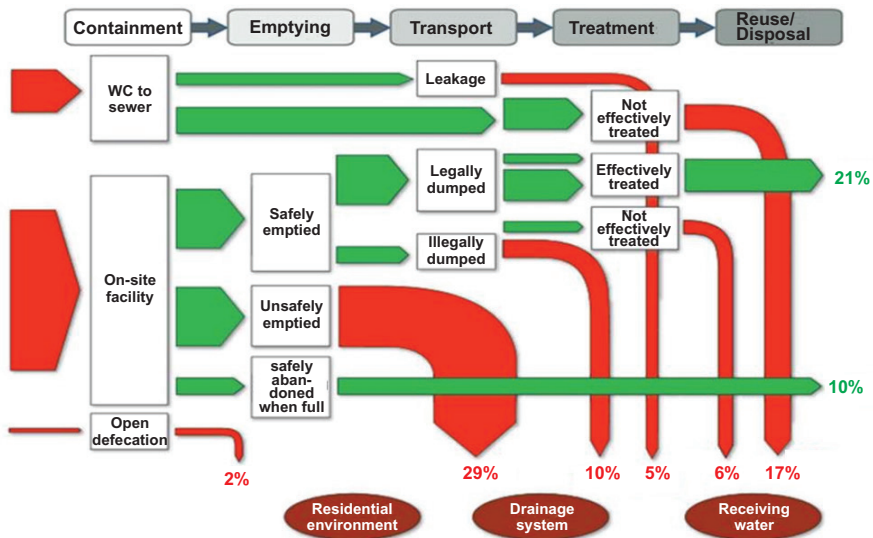 Containment
Emptying
Transport
Treatment
Reuse/
Disposal
WC to
sewer
Leakage
Not
effectively
treated
Legally
dumped
Effectively
treated
21%
Safely
emptied
Illegally
dumped
Not
effectively
treated
On-site
facility
Unsafely
emptied
safely
aban-
doned
when full
10%
Open
defecation
2%
29%
10%
5%
6%
17%
Residential
environment
Drainage
system
Receiving
water